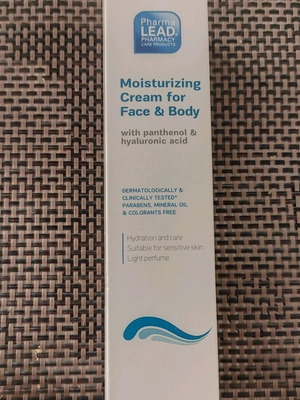 Pharma
LEAD.
PHARMACY
CARE PRODUCTS
Moisturizing
Cream for
Face & Body
with panthenol &
hyaluronic acid
DERMATOLOGICALLY &
CLINICALLY TESTED*
PARABENS, MINERAL OIL
& COLORANTS FREE
Hydration and care
Suitable for sensitive skin
Light perfume